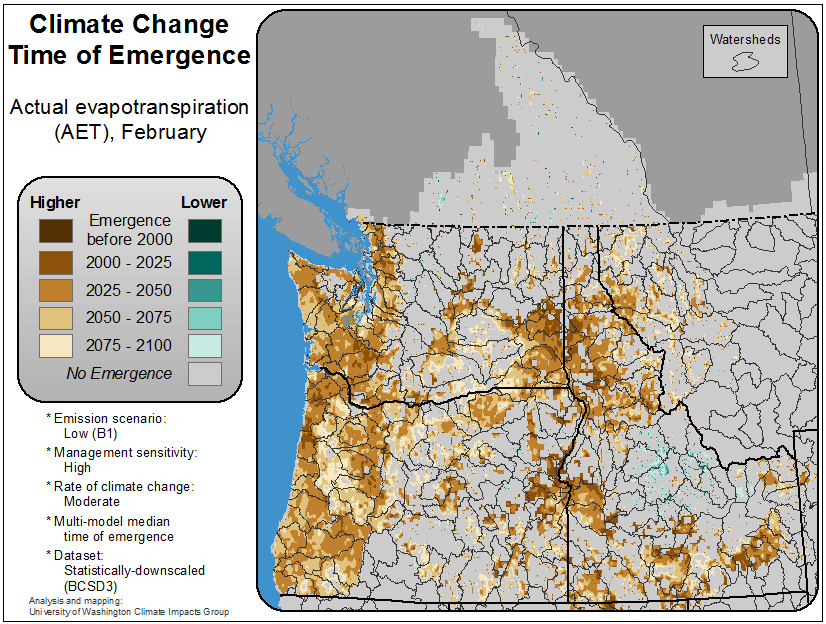 Climate Change
Time of Emergence
Actual evapotranspiration
(AET), February
Higher
Lower
Emergence
before 2000
2000 - 2025
2025 - 2050
2050 - 2075
2075 - 2100
No Emergence
* Emission scenario:
Low (B1)
* Management sensitivity:
High
* Rate of climate change:
Moderate
* Multi-model median
time of emergence
* Dataset:
Statistically-downscaled
(BCSD3)
Analysis and mapping:
University of Washington Climate Impacts Group
Watersheds